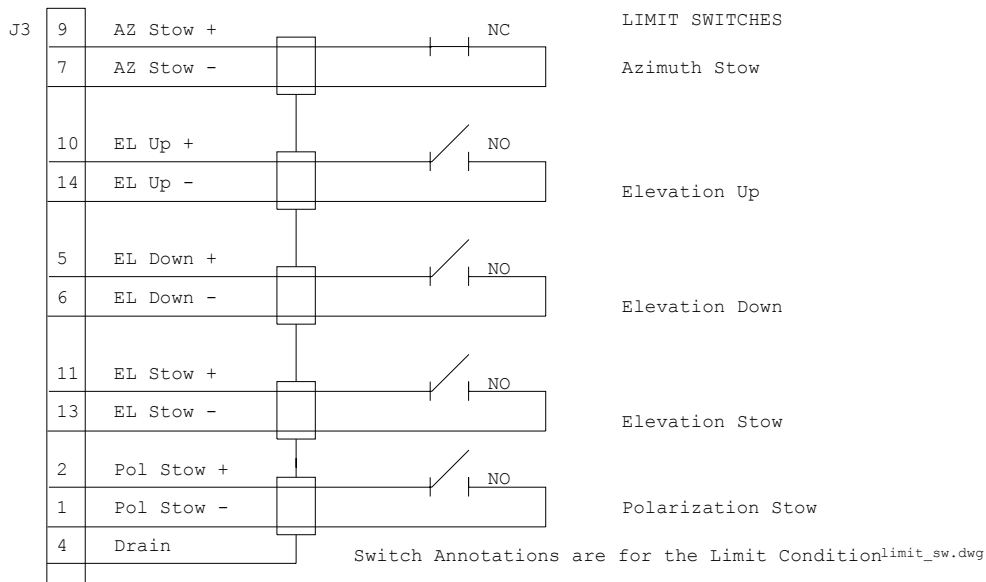 LIMIT SWITCHES
J3 9 AZ Stow + NC
7 AZ Stow - Azimuth Stow
10 EL Up + NO
14 EL Up - Elevation Up
5 EL Down + NO
6 EL Down - Elevation Down
11 EL Stow + NO
13 EL Stow - Elevation Stow
2 Pol Stow + NO
1 Pol Stow - Polarization Stow
4 Drain
Switch Annotations are for the Limit Condition limit_sw.dwg